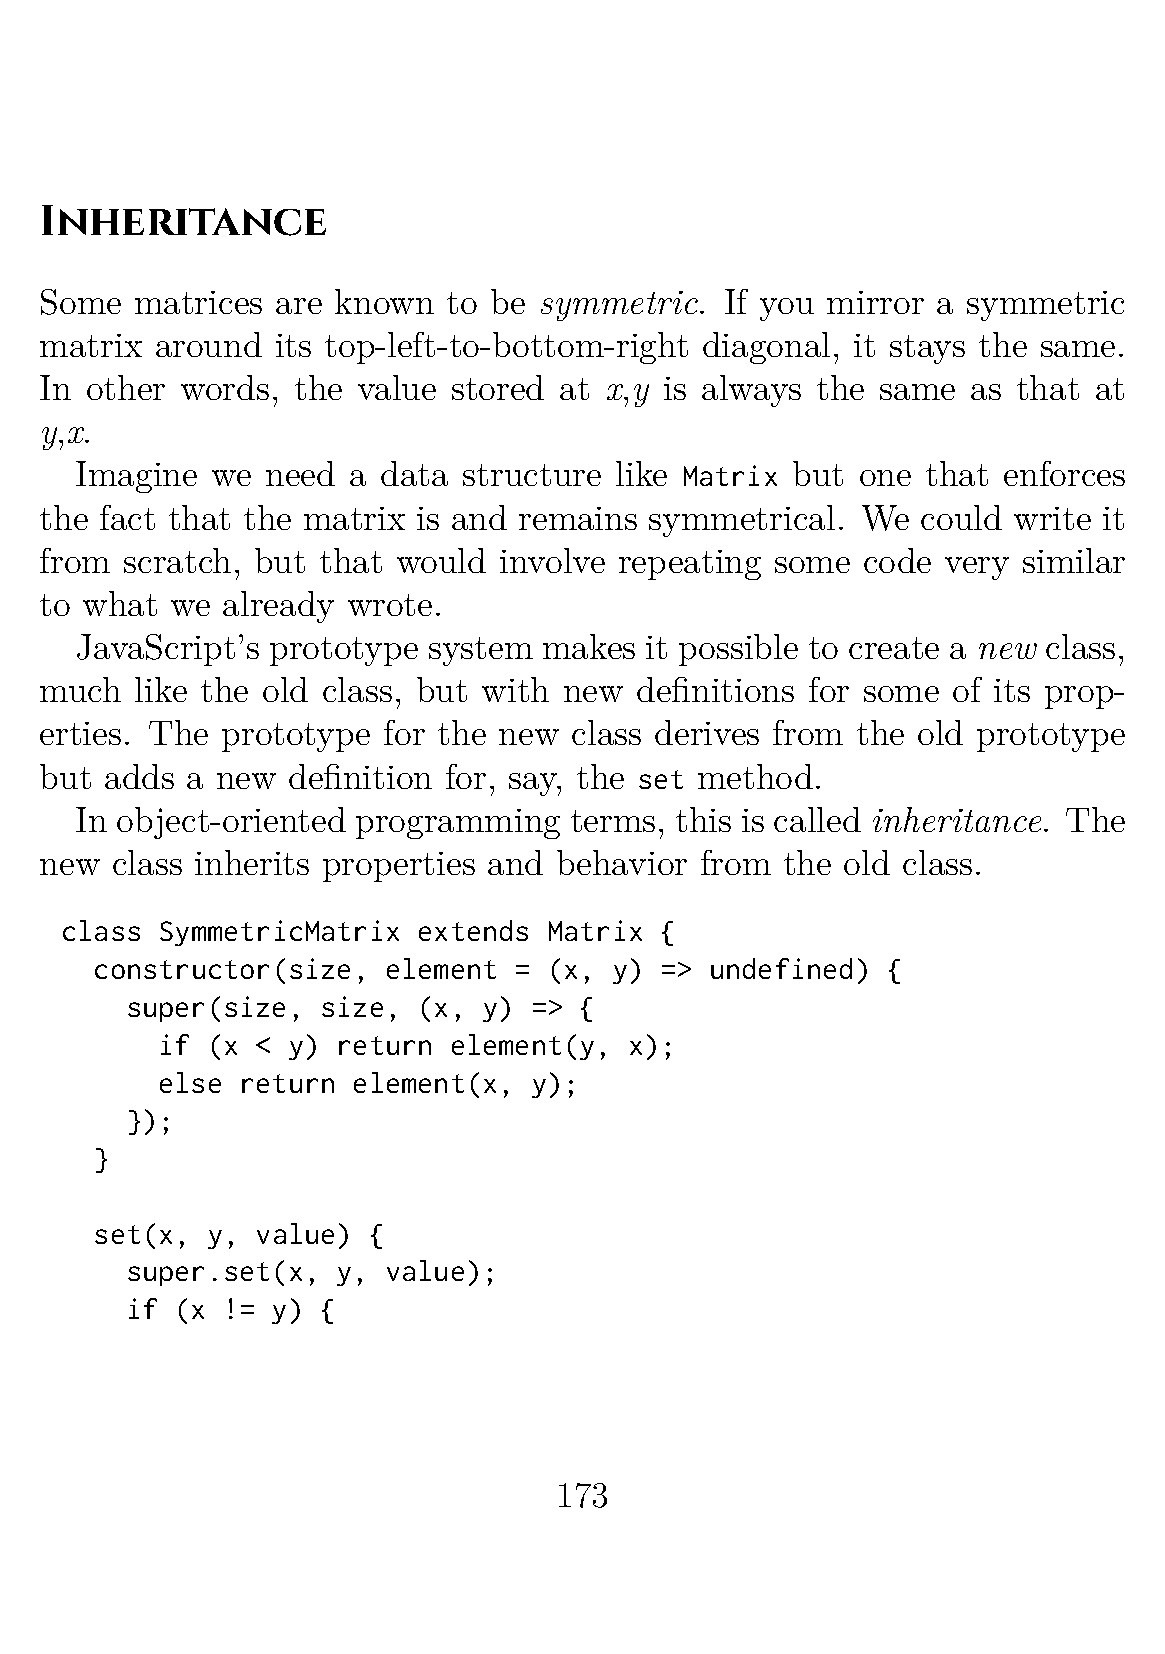 Inheritance
Some matrices are known to be symmetric. If you mirror a symmetric
matrix around its top-left-to-bottom-right diagonal, it stays the same.
In other words, the value stored at x,y is always the same as that at
y,x.
Imagine we need a data structure like Matrix but one that enforces
the fact that the matrix is and remains symmetrical. We could write it
from scratch, but that would involve repeating some code very similar
to what we already wrote.
JavaScript’s prototype system makes it possible to create a new class,
much like the old class, but with new definitions for some of its prop-
erties. The prototype for the new class derives from the old prototype
but adds a new definition for, say, the set method.
In object-oriented programming terms, this is called inheritance. The
new class inherits properties and behavior from the old class.
class SymmetricMatrix extends Matrix {
  constructor(size, element = (x, y) => undefined) {
    super(size, size, (x, y) => {
      if (x < y) return element(y, x);
      else return element(x, y);
    });
  }

  set(x, y, value) {
    super.set(x, y, value);
    if (x != y) {
173